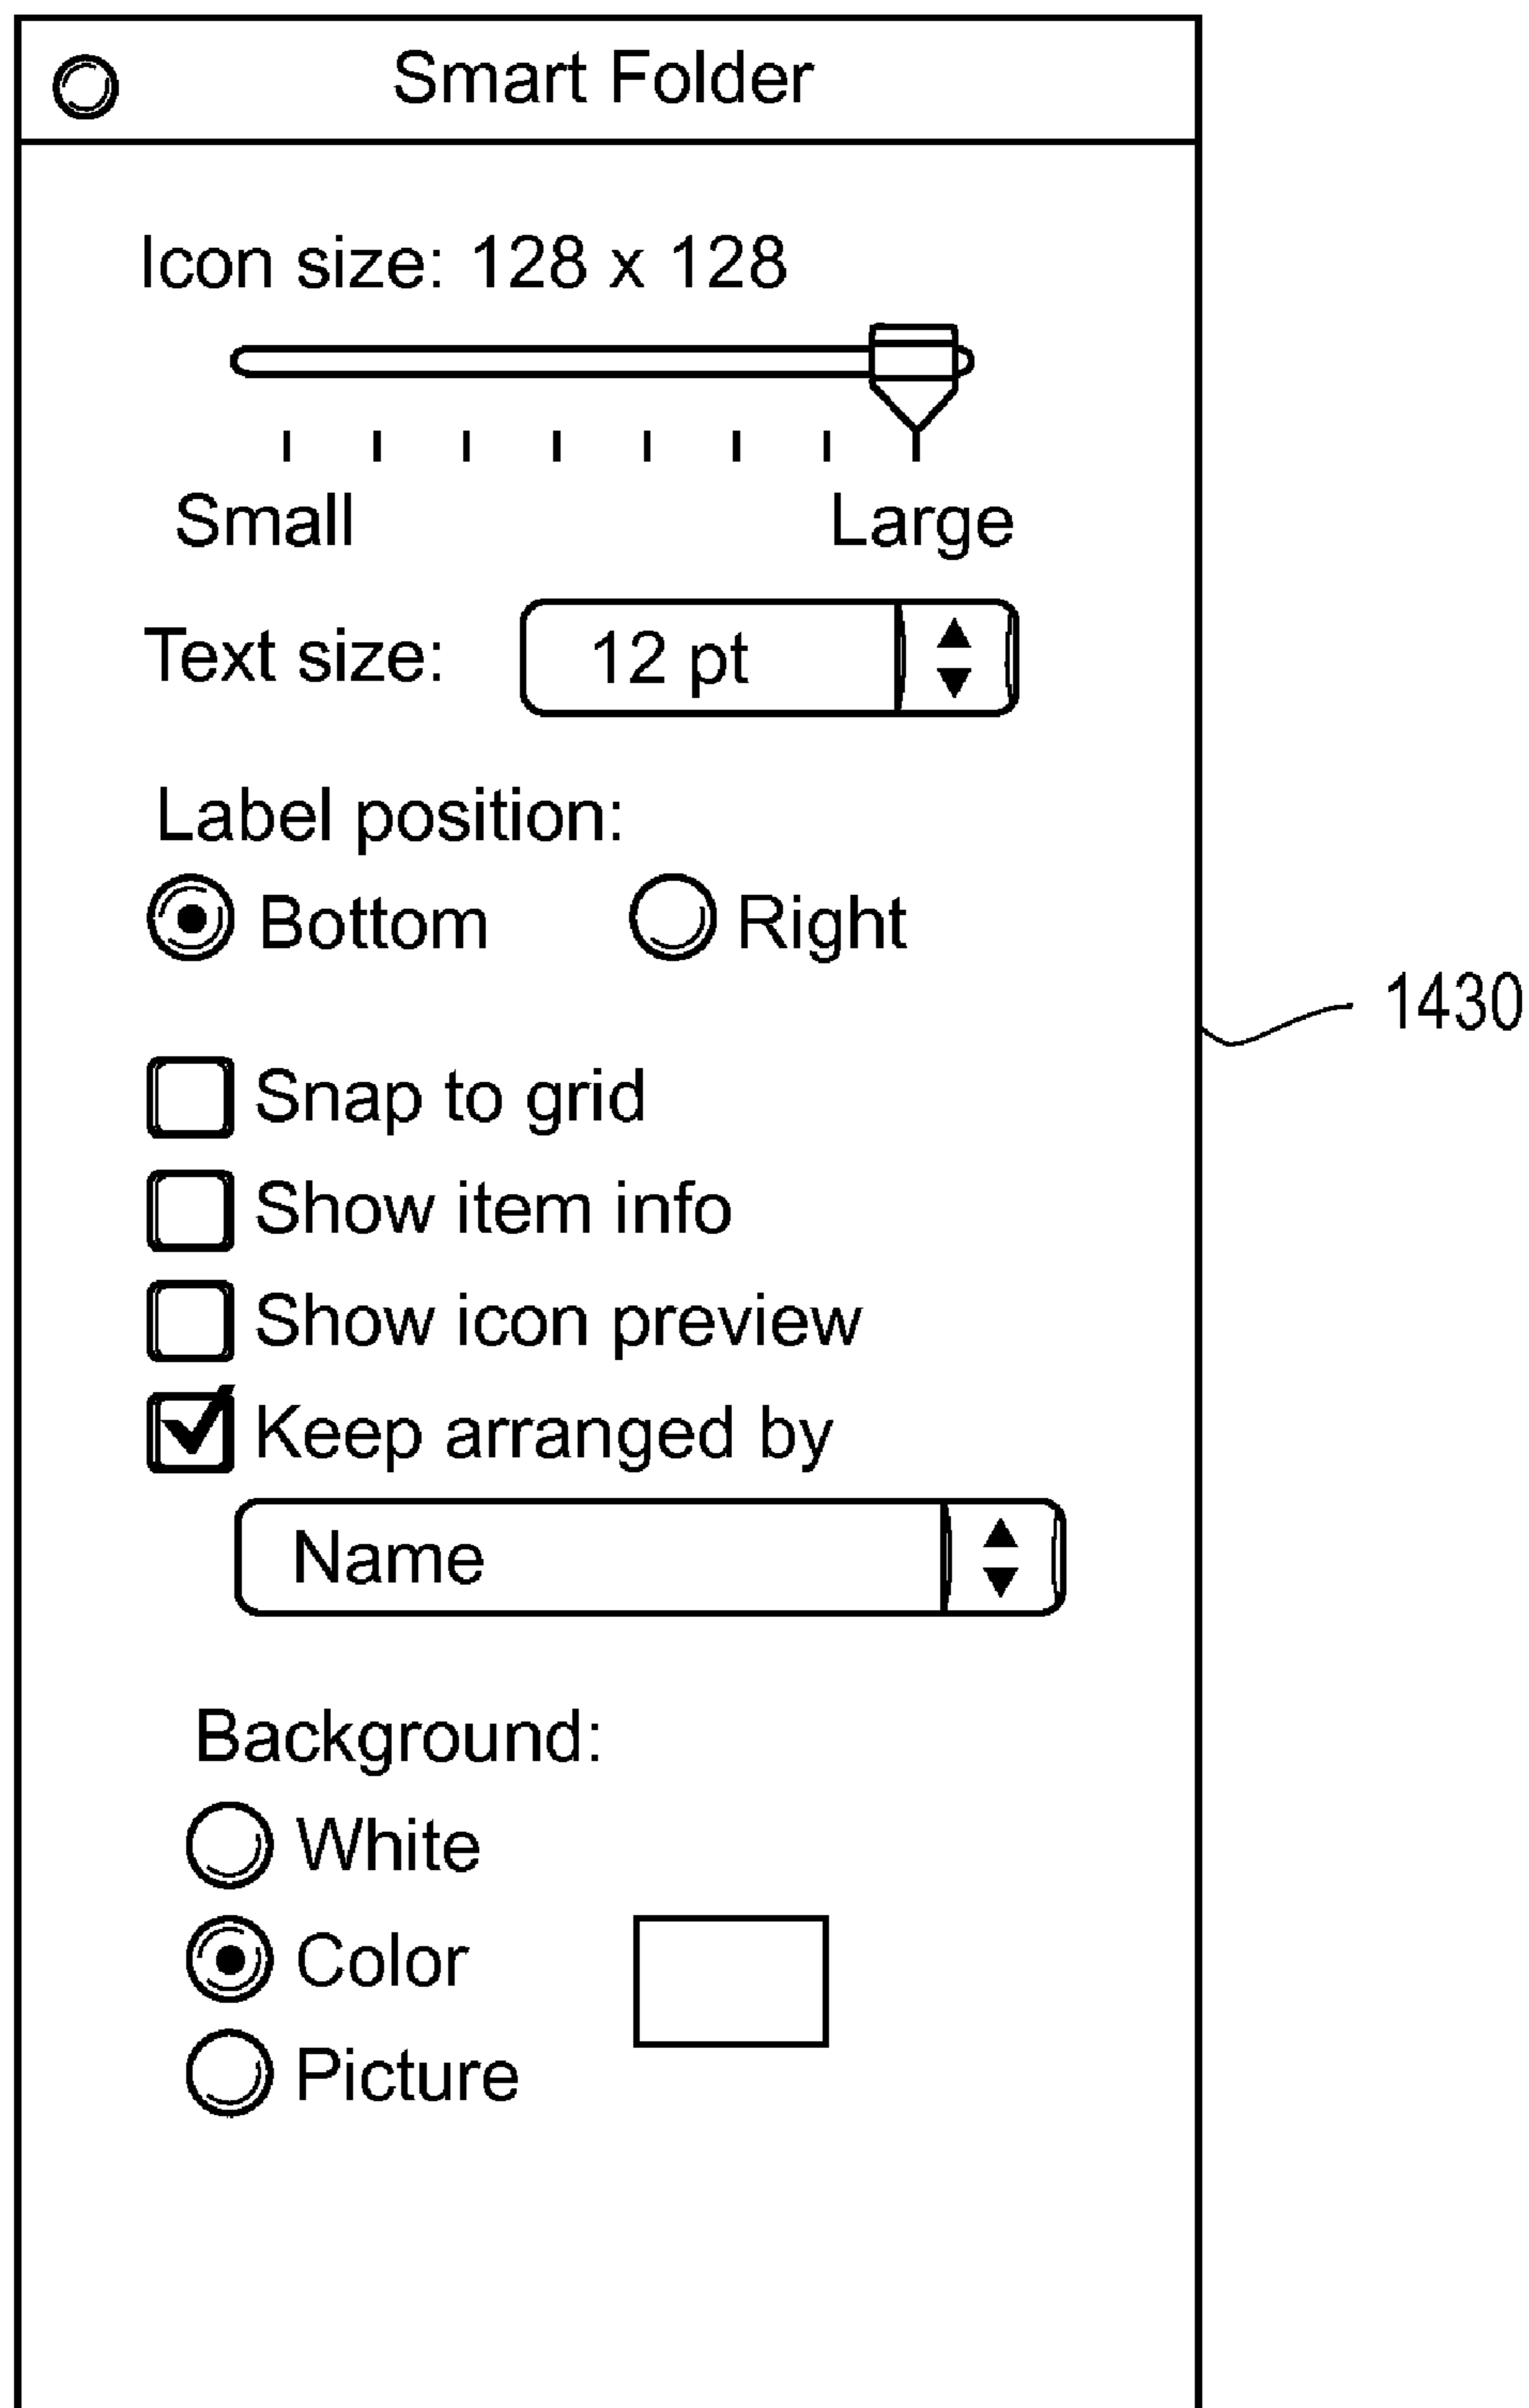 Smart Folder
Icon size: 128 x 128
Small Large
Text size: 12 pt
Label position:
Bottom Right
1430
Snap to grid
Show item info
Show icon preview
Keep arranged by
Name
Background:
White
Color
Picture